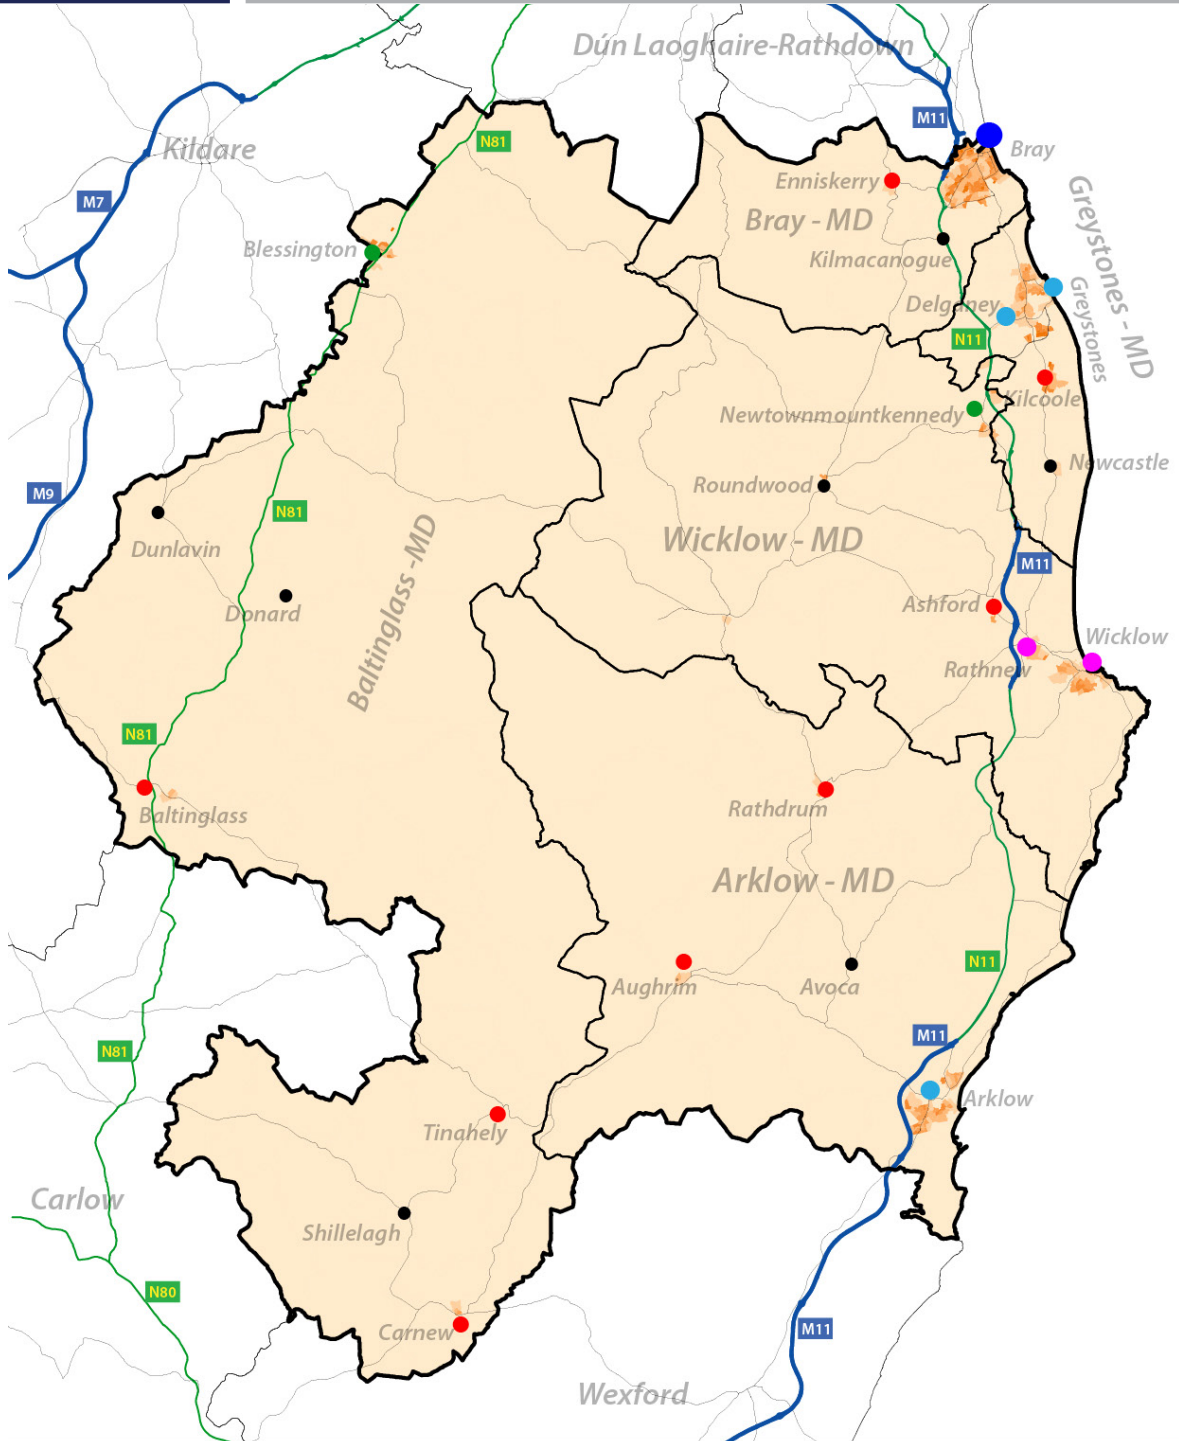 Dún Laoghaire-Rathdown
M11
N81
Kildare
Bray
Enniskerry
M7
Bray - MD
Greystones - MD
Blessington
Kilmacanogue
Delganey
Greystones
N11
Kilcoole
Newtownmountkennedy
Newcastle
M9
Roundwood
N81
Wicklow - MD
Dunlavin
M11
Baltinglass -MD
Ashford
Donard
Wicklow
Rathnew
N81
Baltinglass
Rathdrum
Arklow - MD
N11
Aughrim
Avoca
M11
N81
Arklow
Tinahely
Carlow
Shillelagh
N80
M11
Carnew
Wexford